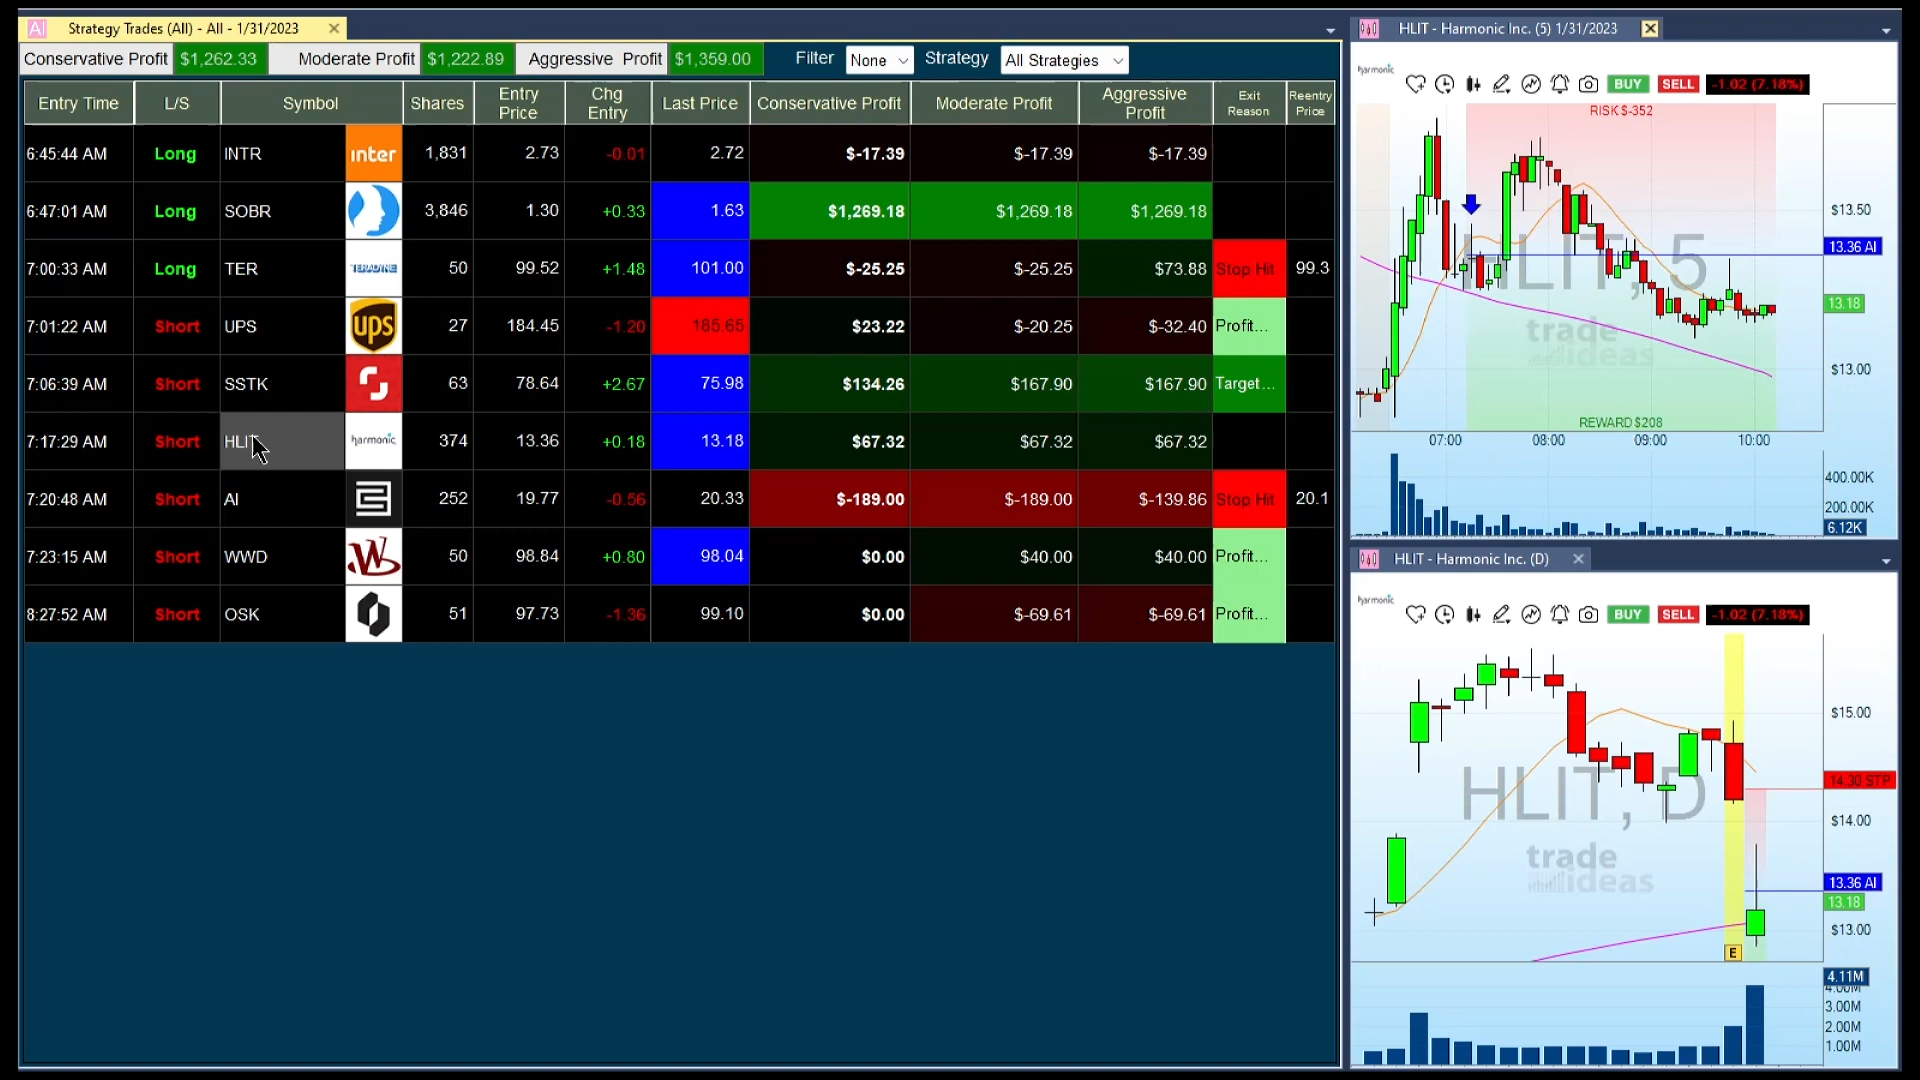 AI Strategy Trades (All) - All - 1/31/2023
Conservative Profit $1,262.33 Moderate Profit $1,222.89 Aggressive Profit $1,359.00 Filter None Strategy All Strategies
Entry Time L/S Symbol Shares Entry Price Chg Entry Last Price Conservative Profit Moderate Profit Aggressive Profit Exit Reason Reentry Price
6:45:44 AM Long INTR inter 1,831 2.73 -0.01 2.72 $-17.39 $-17.39 $-17.39
6:47:01 AM Long SOBR 3,846 1.30 +0.33 1.63 $1,269.18 $1,269.18 $1,269.18
7:00:33 AM Long TER TERADYNE 50 99.52 +1.48 101.00 $-25.25 $-25.25 $73.88 Stop Hit 99.3
7:01:22 AM Short UPS ups 27 184.45 -1.20 185.65 $23.22 $-20.25 $-32.40 Profit...
7:06:39 AM Short SSTK 63 78.64 +2.67 75.98 $134.26 $167.90 $167.90 Target...
7:17:29 AM Short HLIT harmonic 374 13.36 +0.18 13.18 $67.32 $67.32 $67.32
7:20:48 AM Short AI 252 19.77 -0.56 20.33 $-189.00 $-189.00 $-139.86 Stop Hit 20.1
7:23:15 AM Short WWD W 50 98.84 +0.80 98.04 $0.00 $40.00 $40.00 Profit...
8:27:52 AM Short OSK 51 97.73 -1.36 99.10 $0.00 $-69.61 $-69.61 Profit...
HLIT - Harmonic Inc. (5) 1/31/2023
harmonic
BUY SELL -1.02 (7.18%)
RISK $-352
$13.50
13.36 AI
HLIT, 5
13.18
trade
ideas
$13.00
REWARD $208
07:00 08:00 09:00 10:00
400.00K
200.00K
6.12K
HLIT - Harmonic Inc. (D)
harmonic
BUY SELL -1.02 (7.18%)
$15.00
14.30 STP
HLIT, D
$14.00
trade
ideas
13.36 AI
13.18
$13.00
E
4.11M
4.00M
3.00M
2.00M
1.00M